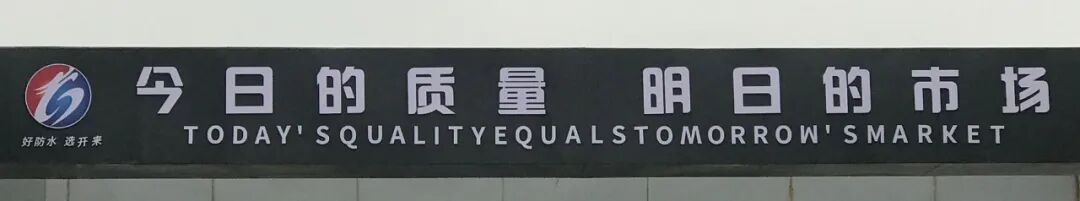 今日的质量 明日的市场
TODAY'SQUALITYEQUALSTOMORROW'SMARKET
好防水 选开来